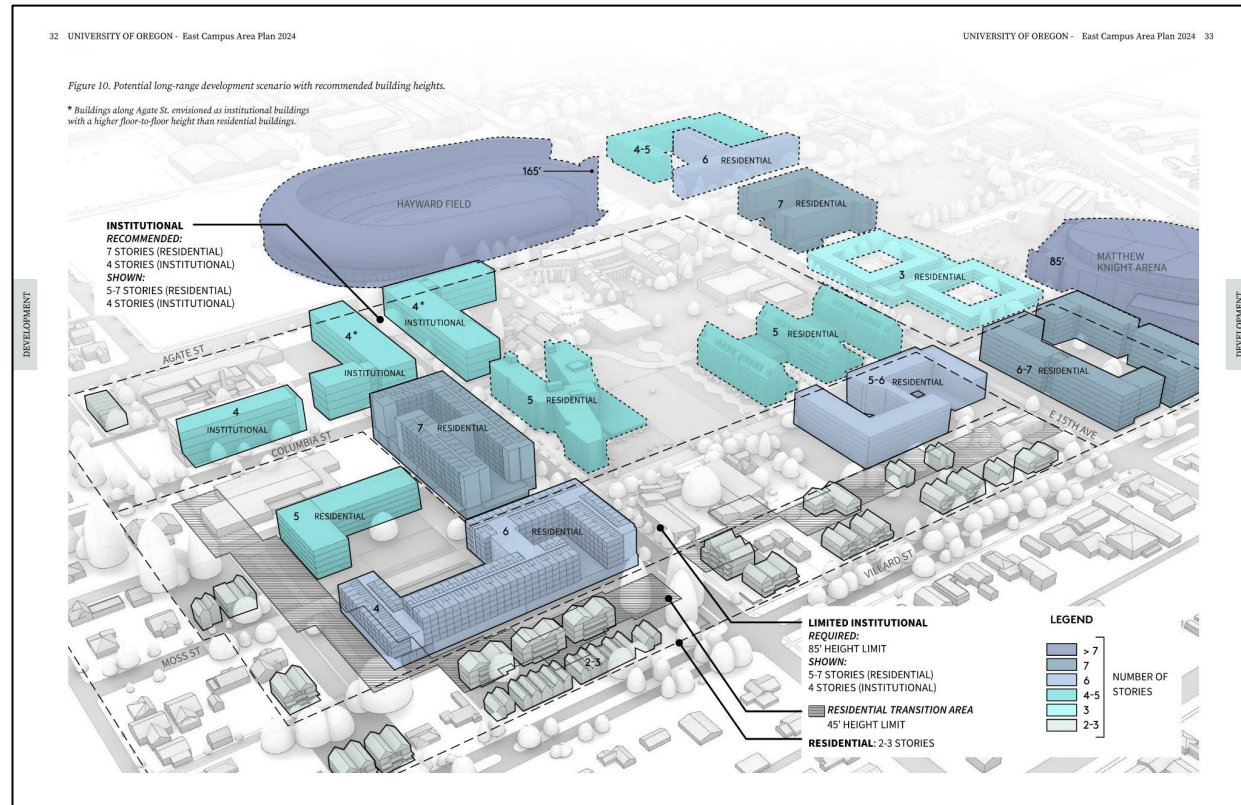 32 UNIVERSITY OF OREGON - East Campus Area Plan 2024
UNIVERSITY OF OREGON - East Campus Area Plan 2024 33
Figure 10. Potential long-range development scenario with recommended building heights.
* Buildings along Agate St. envisioned as institutional buildings
with a higher floor-to-floor height than residential buildings.
4-5
6 RESIDENTIAL
165'
HAYWARD FIELD
7 RESIDENTIAL
INSTITUTIONAL
RECOMMENDED:
7 STORIES (RESIDENTIAL)
4 STORIES (INSTITUTIONAL)
SHOWN:
5-7 STORIES (RESIDENTIAL)
4 STORIES (INSTITUTIONAL)
85'
MATTHEW
KNIGHT ARENA
3 RESIDENTIAL
DEVELOPMENT
DEVELOPMENT
4*
INSTITUTIONAL
4*
INSTITUTIONAL
AGATE ST
5 RESIDENTIAL
6-7 RESIDENTIAL
5-6 RESIDENTIAL
5 RESIDENTIAL
4
INSTITUTIONAL
COLUMBIA ST
7 RESIDENTIAL
E 15TH AVE
5 RESIDENTIAL
6 RESIDENTIAL
VILLARD ST
4
MOSS ST
2-3
LIMITED INSTITUTIONAL
REQUIRED:
85' HEIGHT LIMIT
SHOWN:
5-7 STORIES (RESIDENTIAL)
4 STORIES (INSTITUTIONAL)
RESIDENTIAL TRANSITION AREA
45' HEIGHT LIMIT
RESIDENTIAL: 2-3 STORIES
LEGEND
> 7
7
6
4-5
3
2-3
NUMBER OF
STORIES